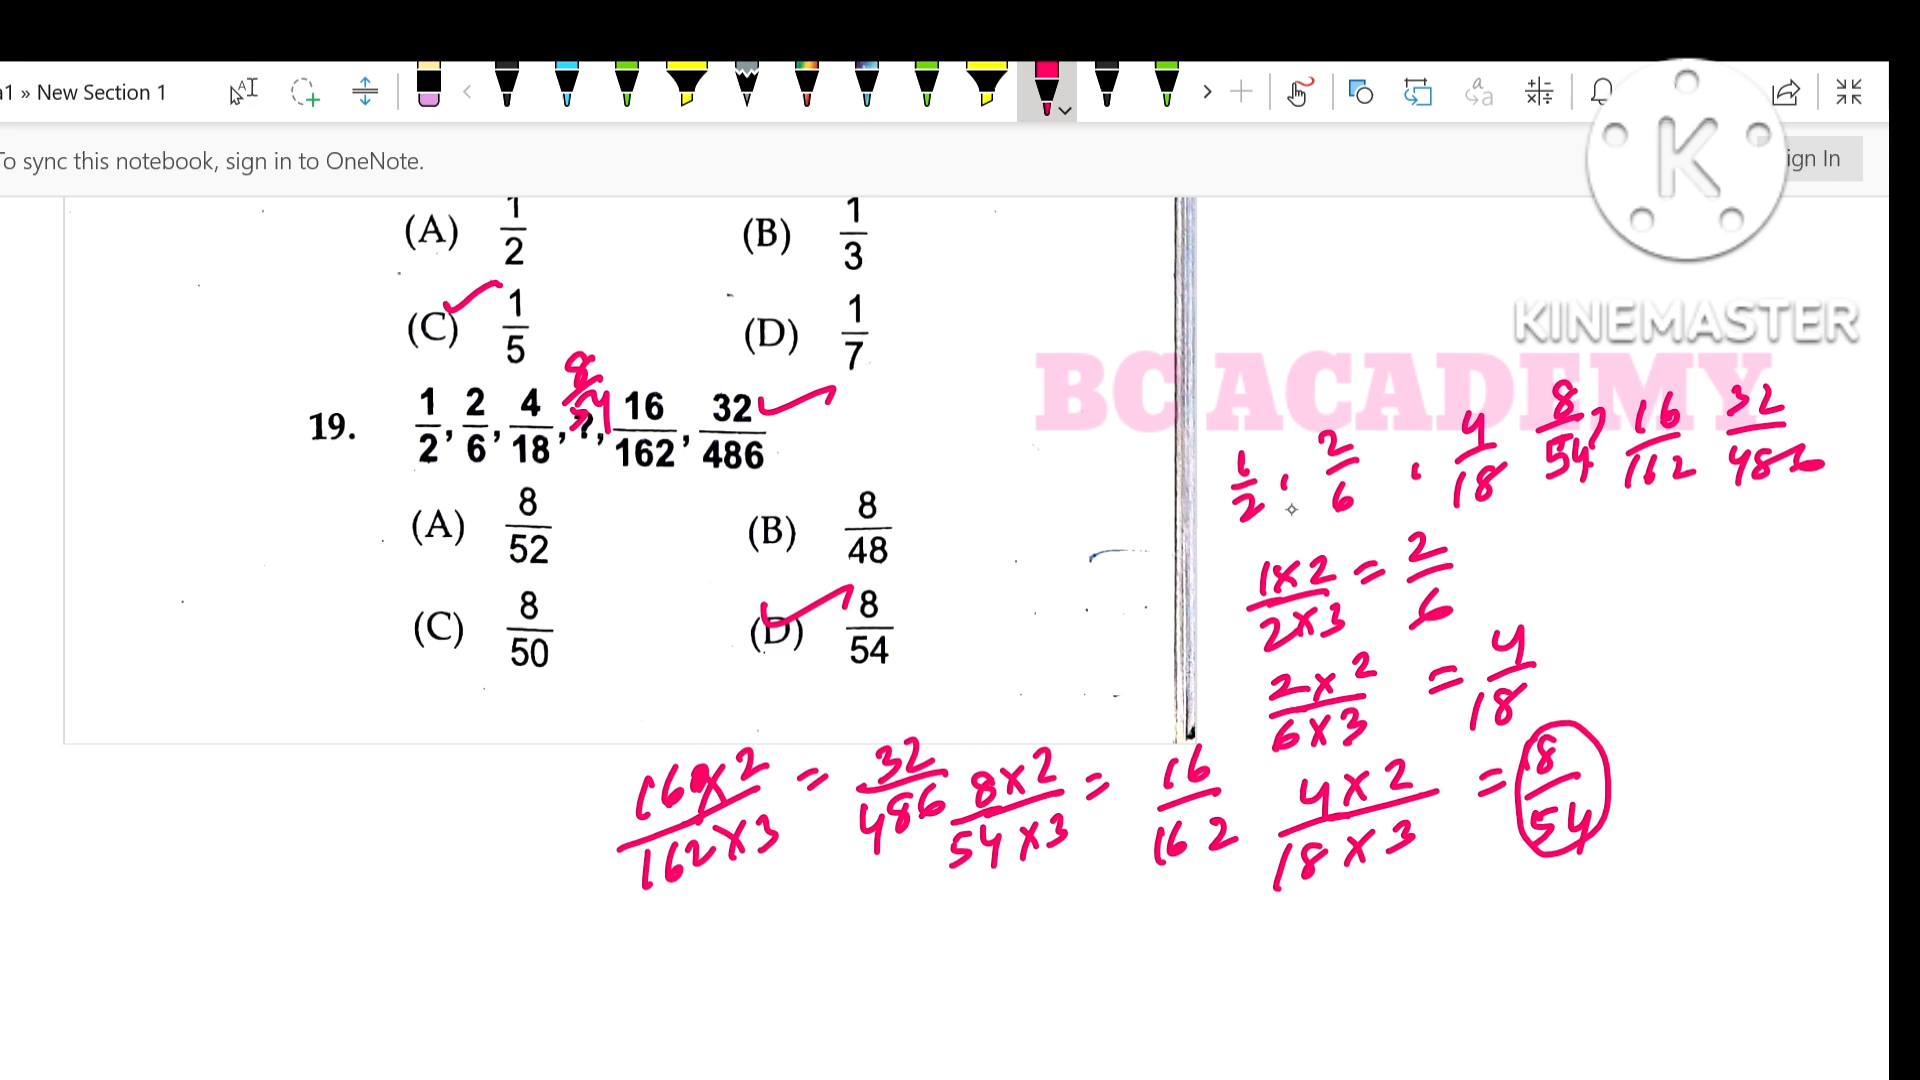 a1 » New Section 1
To sync this notebook, sign in to OneNote.
ign In
K
KINEMASTER
BC ACADEMY
(A) 1/2 (B) 1/3
(C) 1/5 (D) 1/7
19. 1/2, 2/6, 4/18, ?, 16/162, 32/486
8/54
(A) 8/52 (B) 8/48
(C) 8/50 (D) 8/54
1/2, 2/6, 4/18 8/54, 16/162 32/486
1×2/2×3 = 2/6
2×2/6×3 = 4/18
4×2/18×3 = 8/54
8×2/54×3 = 16/162
16×2/162×3 = 32/486